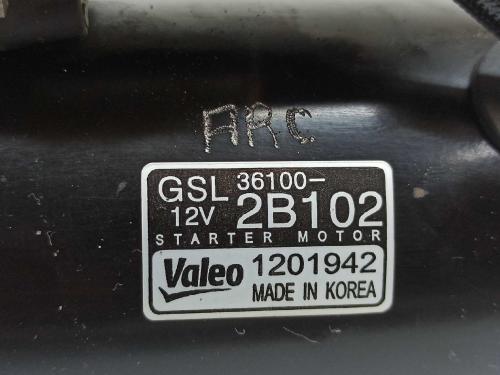 ARC
GSL 36100-
12V 2B102
STARTER MOTOR
Valeo 1201942
MADE IN KOREA